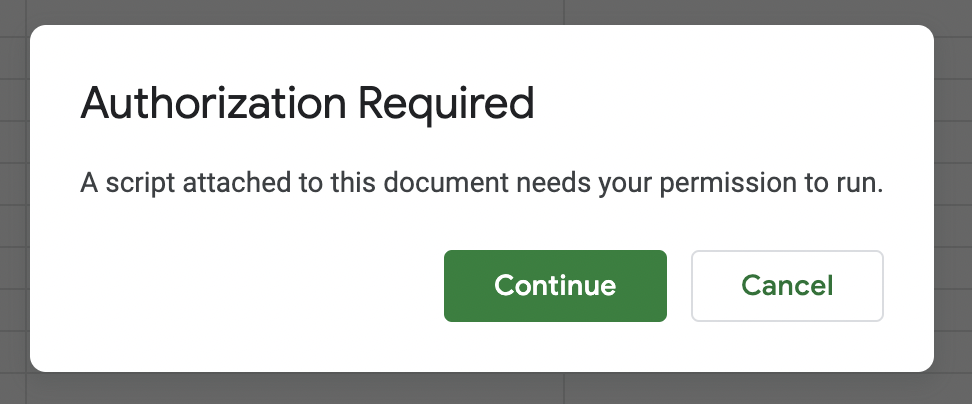 Authorization Required
A script attached to this document needs your permission to run.
Continue
Cancel